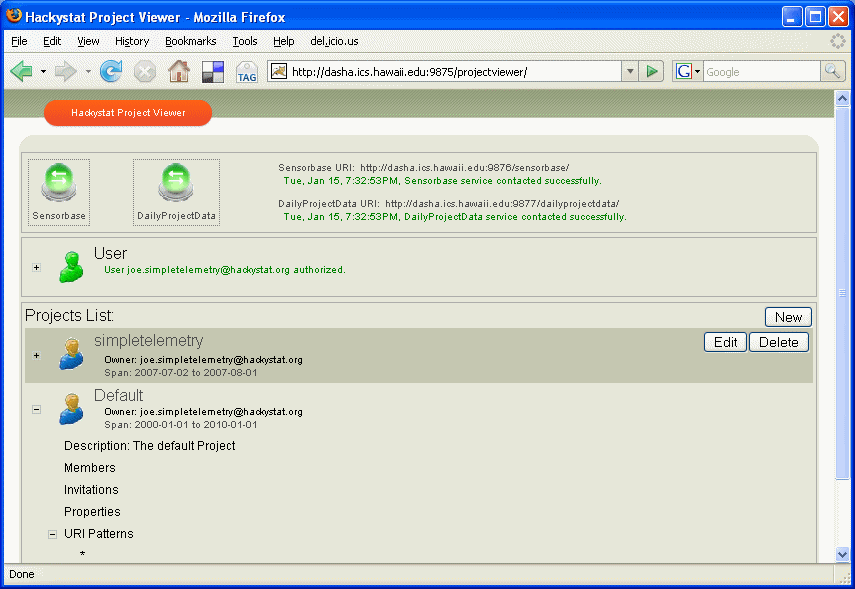 Hackystat Project Viewer - Mozilla Firefox
File Edit View History Bookmarks Tools Help del.icio.us
TAG http://dasha.ics.hawaii.edu:9875/projectviewer/ G Google
Hackystat Project Viewer
Sensorbase
DailyProjectData
Sensorbase URI: http://dasha.ics.hawaii.edu:9876/sensorbase/
Tue, Jan 15, 7:32:53PM, Sensorbase service contacted successfully.
DailyProjectData URI: http://dasha.ics.hawaii.edu:9877/dailyprojectdata/
Tue, Jan 15, 7:32:53PM, DailyProjectData service contacted successfully.
User
User joe.simpletelemetry@hackystat.org authorized.
Projects List:
New
simpletelemetry
Edit Delete
Owner: joe.simpletelemetry@hackystat.org
Span: 2007-07-02 to 2007-08-01
Default
Owner: joe.simpletelemetry@hackystat.org
Span: 2000-01-01 to 2010-01-01
Description: The default Project
Members
Invitations
Properties
URI Patterns
*
Done